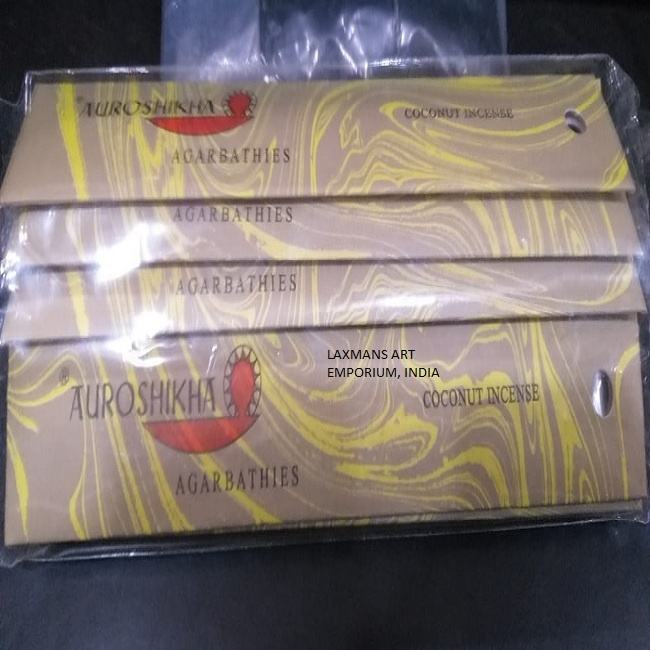 ® AUROSHIKHA
COCONUT INCENSE
AGARBATHIES
AGARBATHIES
AGARBATHIES
LAXMANS ART
EMPORIUM, INDIA
® AUROSHIKHA
COCONUT INCENSE
AGARBATHIES